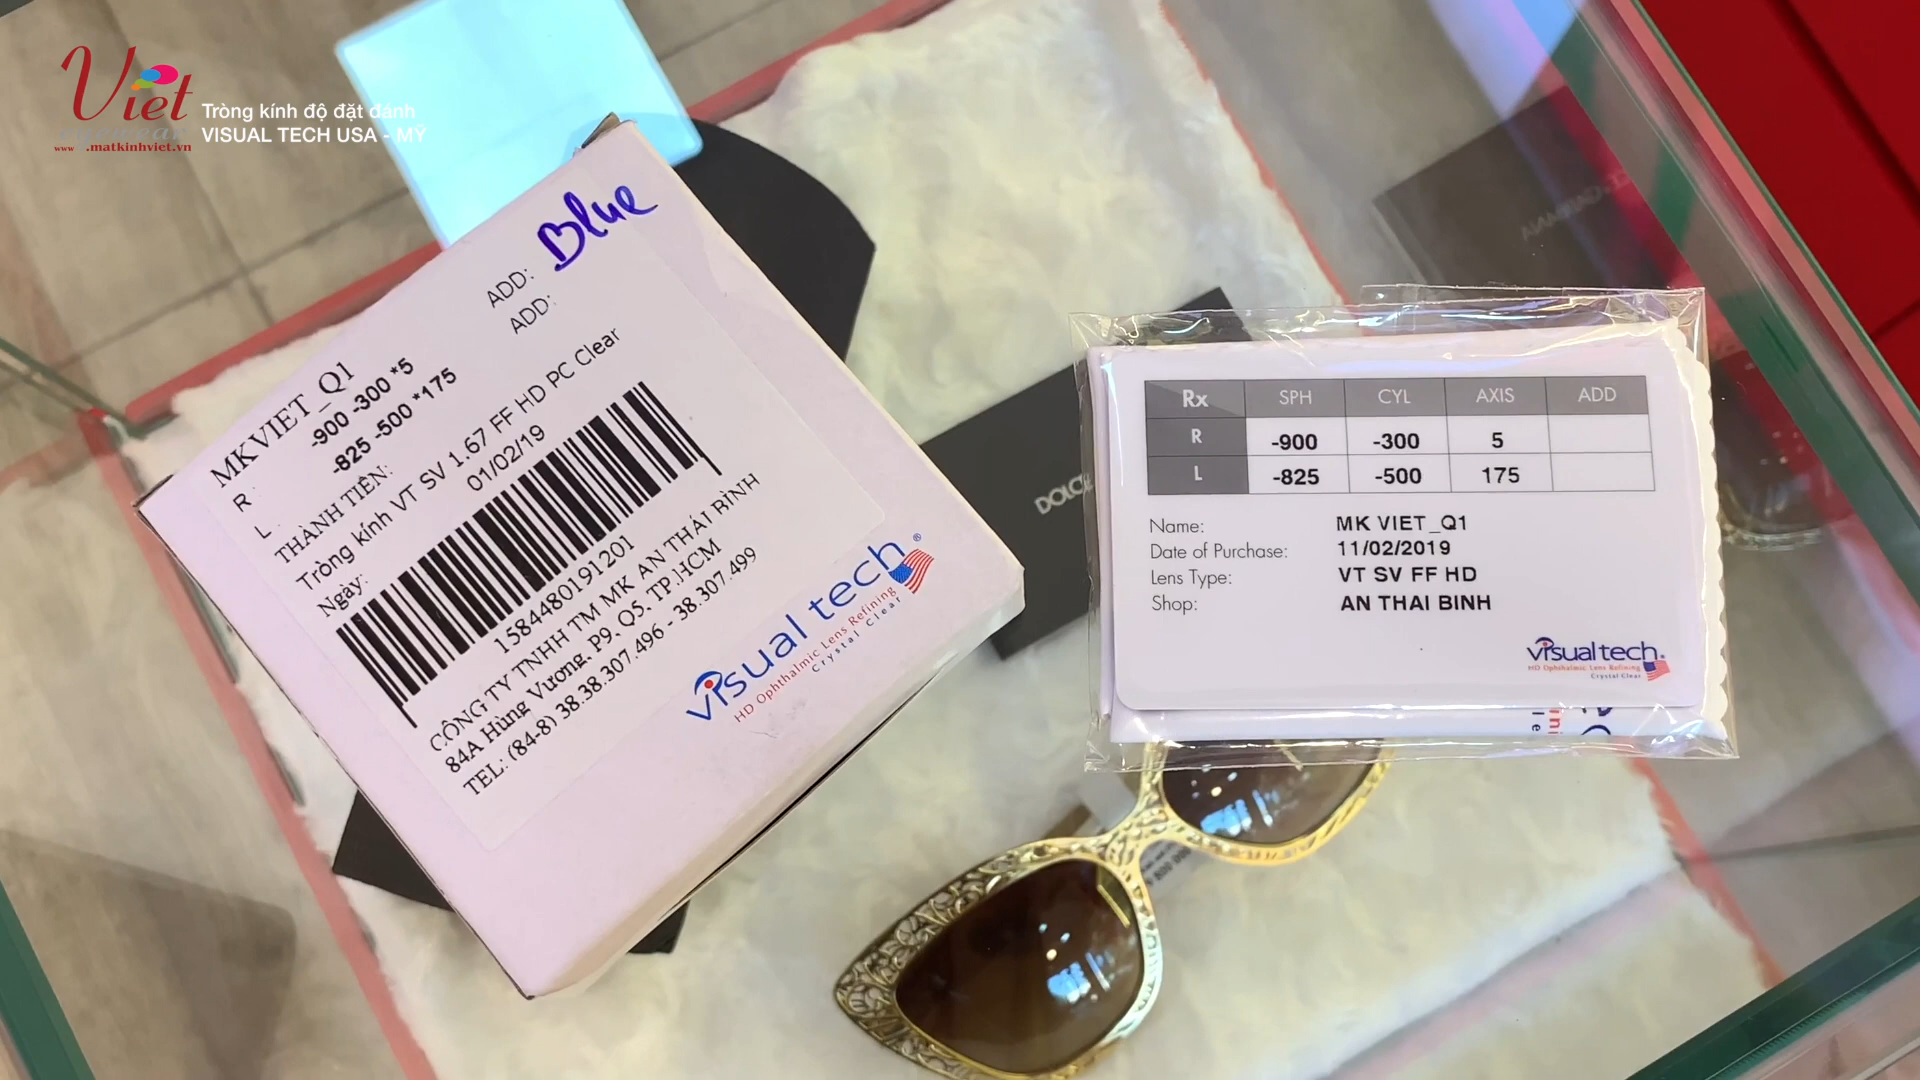 Viet
eyewear
www .matkinhviet.vn
Tròng kính độ đặt đánh
VISUAL TECH USA - MỸ
Blue
ADD:
ADD:
MKVIET_Q1
R -900 -300 *5
L -825 -500 *175
THÀNH TIỀN:
Tròng kính VT SV 1.67 FF HD PC Clear
Ngày: 01/02/19
1584480191201
CÔNG TY TNHH TM MK AN THÁI BÌNH
84A Hùng Vương, P9, Q5, TP.HCM
TEL: (84-8) 38.38.307.496 - 38.307.499
visual tech®
HD Ophthalmic Lens Refining
Crystal Clear
DOLCE
Rx SPH CYL AXIS ADD
R -900 -300 5
L -825 -500 175
Name: MK VIET _Q1
Date of Purchase: 11/02/2019
Lens Type: VT SV FF HD
Shop: AN THAI BINH
visual tech.
HD Ophthalmic Lens Refining
Crystal Clear